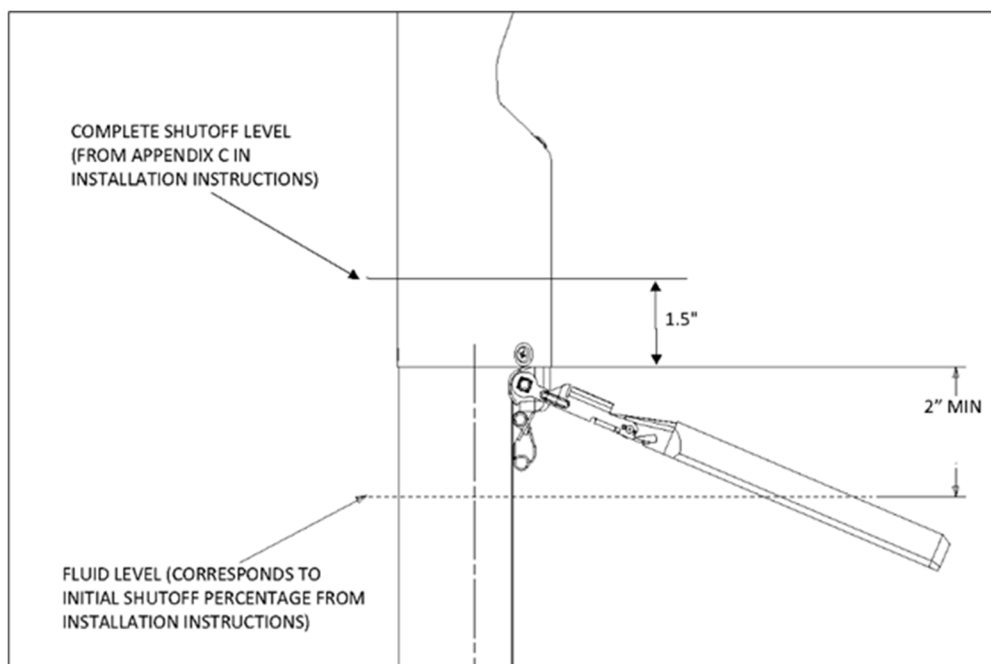 COMPLETE SHUTOFF LEVEL
(FROM APPENDIX C IN
INSTALLATION INSTRUCTIONS)
1.5"
2" MIN
FLUID LEVEL (CORRESPONDS TO
INITIAL SHUTOFF PERCENTAGE FROM
INSTALLATION INSTRUCTIONS)